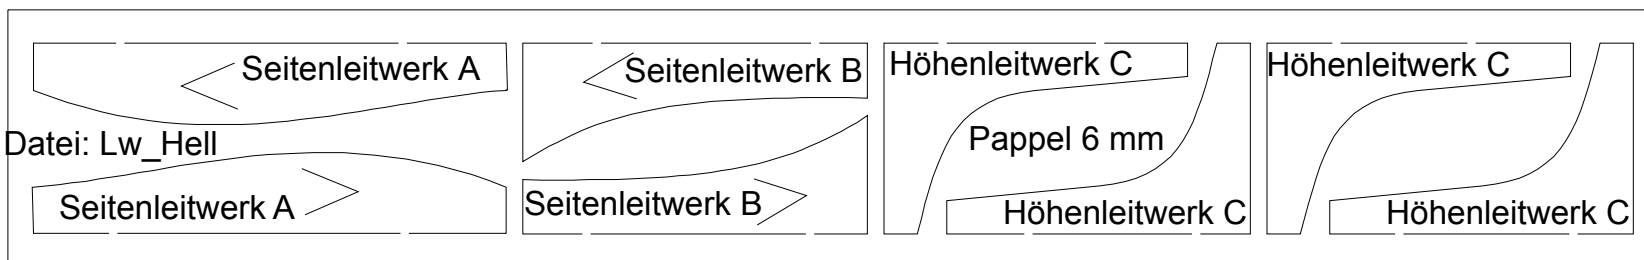 Seitenleitwerk A
Seitenleitwerk B
Höhenleitwerk C
Höhenleitwerk C
Datei: Lw_Hell
Pappel 6 mm
Seitenleitwerk A
Seitenleitwerk B
Höhenleitwerk C
Höhenleitwerk C